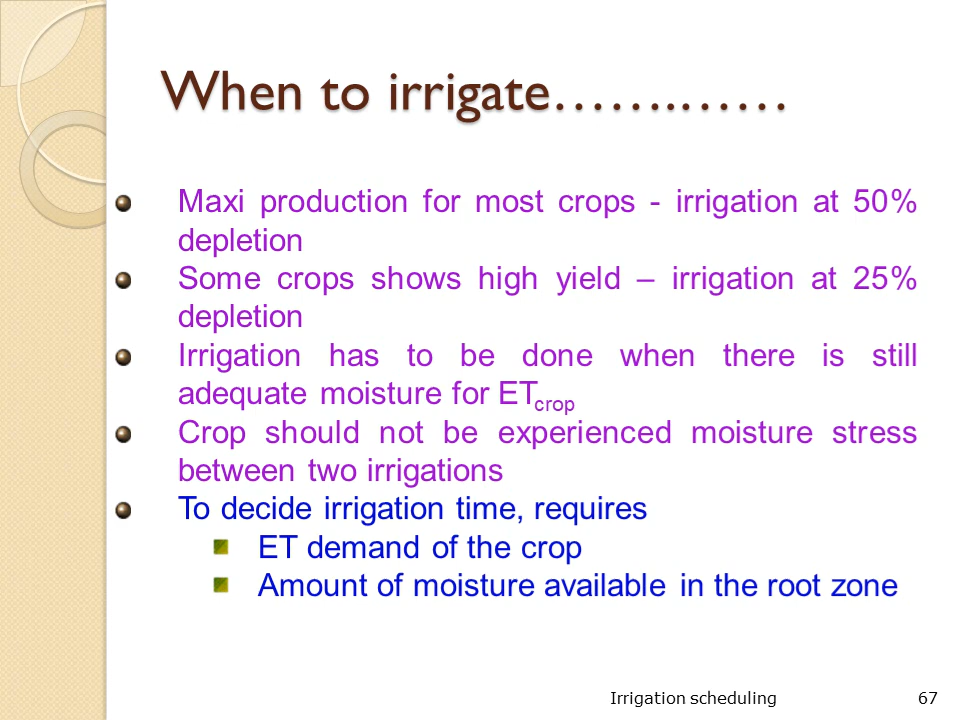 When to irrigate…….……
Maxi production for most crops - irrigation at 50%
depletion
Some crops shows high yield – irrigation at 25%
depletion
Irrigation has to be done when there is still
adequate moisture for ETcrop
Crop should not be experienced moisture stress
between two irrigations
To decide irrigation time, requires
ET demand of the crop
Amount of moisture available in the root zone
Irrigation scheduling 67